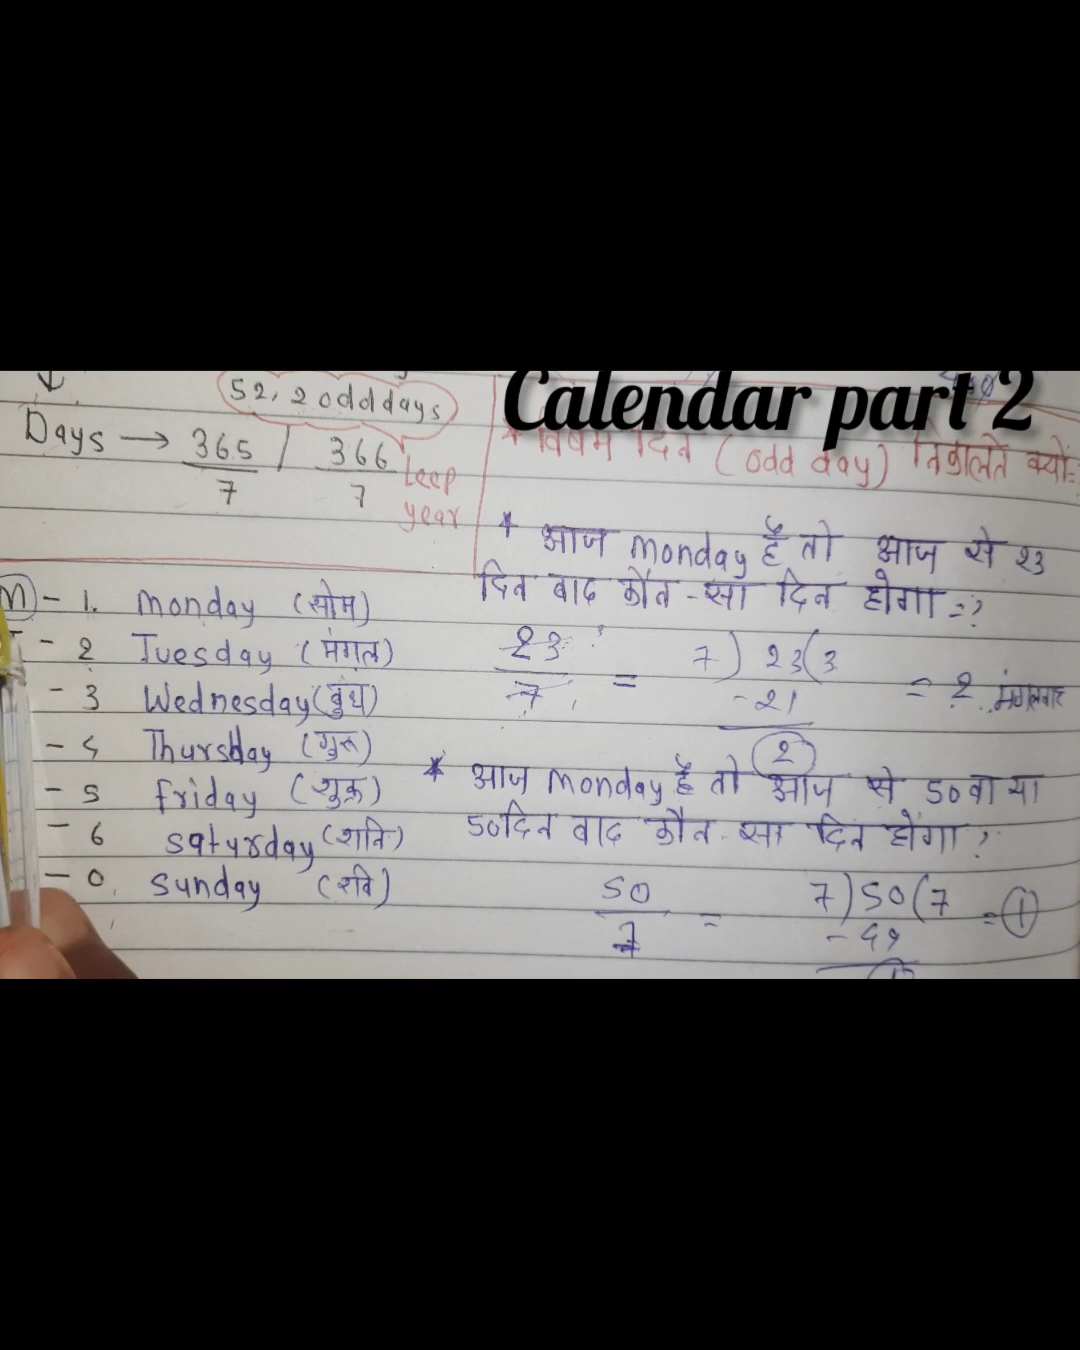 Calendar part 2
52, 2 odd days
Days → 365/7 / 366/7 Leep year
* विषम दिन (odd day) निकालते क्यों:
* आज monday है तो आज से 23
दिन बाद कौन-सा दिन होगा = ?
23/7 = 7) 23 (3 = 2 मंगलवार
- 21
2
M - 1. Monday (सोम)
T - 2 Tuesday (मंगल)
- 3 Wednesday (बुध)
- 4 Thursday (गुरु)
- 5 friday (शुक्र)
- 6 saturday (शनि)
- 0. sunday (रवि)
* आज monday है तो आज से 50वा या
50दिन बाद कौन-सा दिन होगा ?
50/7 = 7) 50 (7 = 1
- 49
1